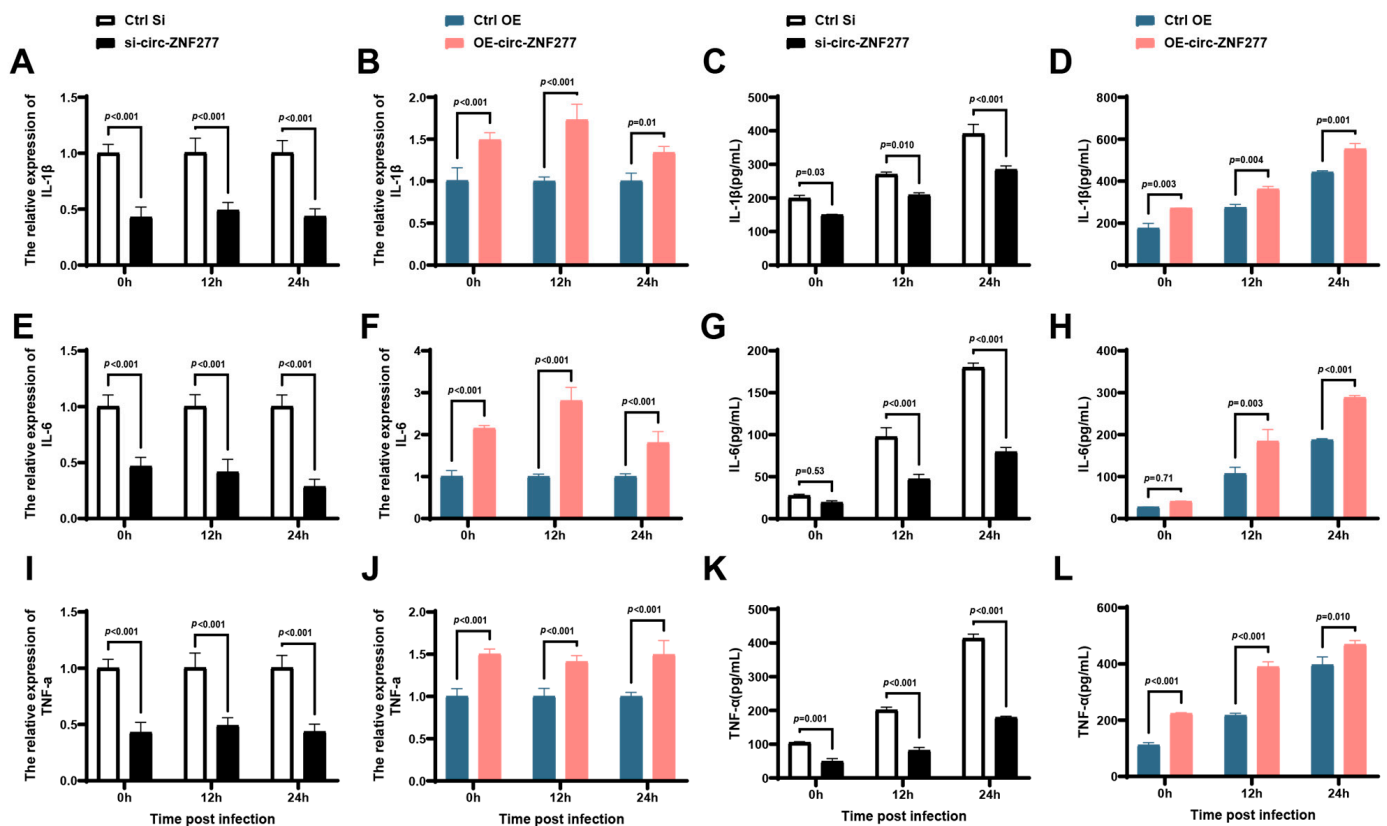 Ctrl Si
si-circ-ZNF277
Ctrl OE
OE-circ-ZNF277
Ctrl Si
si-circ-ZNF277
Ctrl OE
OE-circ-ZNF277
A
The relative expression of
IL-1β
1.5
1.0
0.5
0.0
p<0.001
p<0.001
p<0.001
0h
12h
24h
B
The relative expression of
IL-1β
2.0
1.5
1.0
0.5
0.0
p<0.001
p<0.001
p=0.01
0h
12h
24h
C
IL-1β(pg/mL)
500
400
300
200
100
0
p=0.03
p=0.010
p<0.001
0h
12h
24h
D
IL-1β(pg/mL)
800
600
400
200
0
p=0.003
p=0.004
p=0.001
0h
12h
24h
E
The relative expression of
IL-6
1.5
1.0
0.5
0.0
p<0.001
p<0.001
p<0.001
0h
12h
24h
F
The relative expression of
IL-6
4
3
2
1
0
p<0.001
p<0.001
p<0.001
0h
12h
24h
G
IL-6(pg/mL)
200
150
100
50
0
p=0.53
p<0.001
p<0.001
0h
12h
24h
H
IL-6(pg/mL)
400
300
200
100
0
p=0.71
p=0.003
p<0.001
0h
12h
24h
I
The relative expression of
TNF-a
1.5
1.0
0.5
0.0
p<0.001
p<0.001
p<0.001
0h
12h
24h
Time post infection
J
The relative expression of
TNF-a
2.0
1.5
1.0
0.5
0.0
p<0.001
p<0.001
p<0.001
0h
12h
24h
Time post infection
K
TNF-α(pg/mL)
500
400
300
200
100
0
p=0.001
p<0.001
p<0.001
0h
12h
24h
Time post infection
L
TNF-α(pg/mL)
600
400
200
0
p<0.001
p<0.001
p=0.010
0h
12h
24h
Time post infection